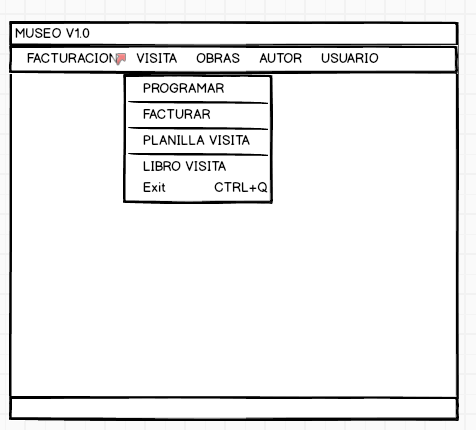 MUSEO V1.0
FACTURACION VISITA OBRAS AUTOR USUARIO
PROGRAMAR
FACTURAR
PLANILLA VISITA
LIBRO VISITA
Exit CTRL+Q